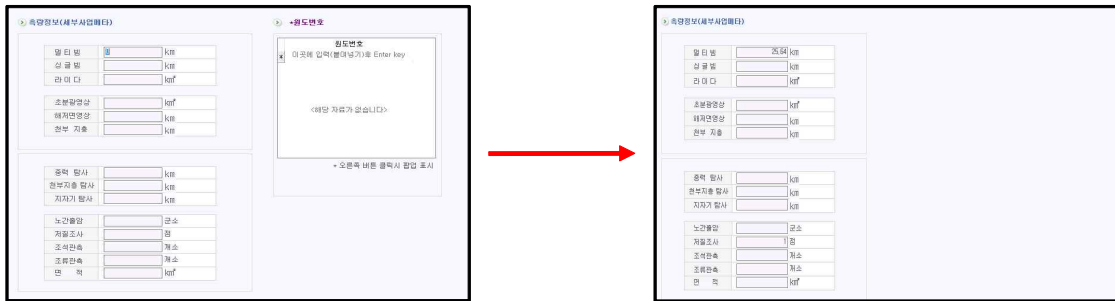 측량정보(세부사업메타)
멀 티 빔 km
싱 글 빔 km
라 이 다 km²
초분광영상 km²
해저면영상 km
천부 지층 km
중력 탐사 km
천부지층 탐사 km
지자기 탐사 km
노간출암 군소
저질조사 점
조석관측 개소
조류관측 개소
면 적 km²
*원도번호
원도번호
* 이곳에 입력(붙여넣기)후 Enter key
<해당 자료가 없습니다>
* 오른쪽 버튼 클릭시 팝업 표시
측량정보(세부사업메타)
멀 티 빔 25.64 km
싱 글 빔 km
라 이 다 km²
초분광영상 km²
해저면영상 km
천부 지층 km
중력 탐사 km
천부지층 탐사 km
지자기 탐사 km
노간출암 군소
저질조사 1 점
조석관측 개소
조류관측 개소
면 적 km²